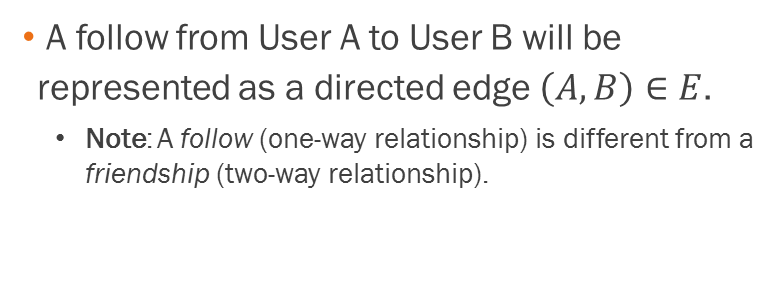 • A follow from User A to User B will be
represented as a directed edge (A, B) ∈ E.
• Note: A follow (one-way relationship) is different from a
friendship (two-way relationship).